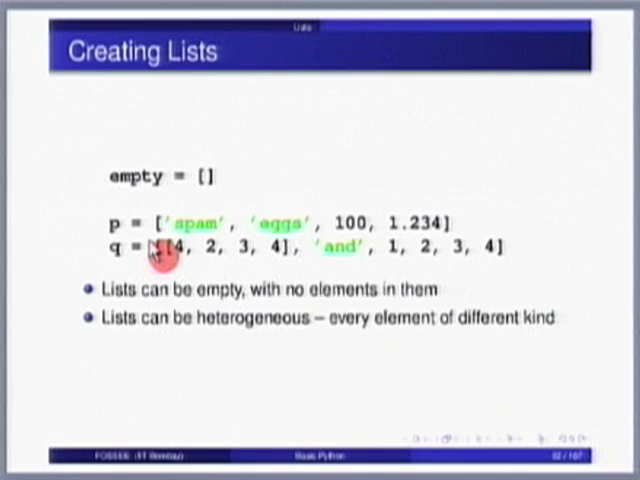 Lists
Creating Lists
empty = []
p = ['spam', 'eggs', 100, 1.234]
q = [[4, 2, 3, 4], 'and', 1, 2, 3, 4]
Lists can be empty, with no elements in them
Lists can be heterogeneous – every element of different kind
FOSSEE (IIT Bombay)
Basic Python